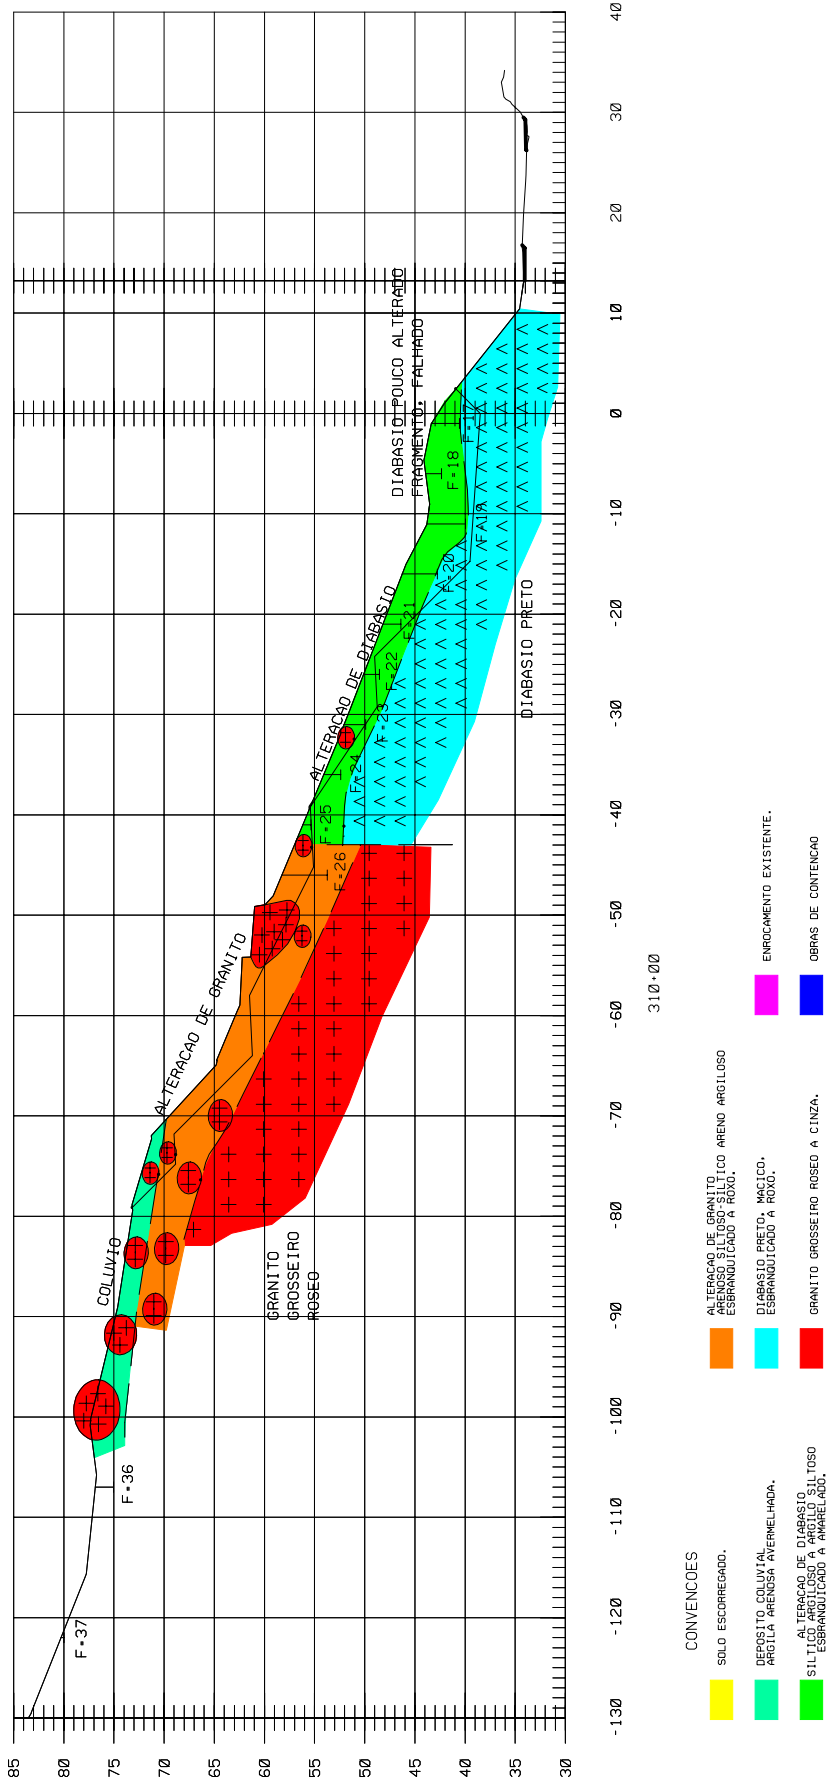 85
80
75
70
65
60
55
50
45
40
35
30
-130
-120
-110
-100
-90
-80
-70
-60
-50
-40
-30
-20
-10
0
10
20
30
40
F-37
F-36
COLUVIO
ALTERACAO DE GRANITO
ALTERACAO DE DIABASIO
DIABASIO POUCO ALTERADO
FRAGMENTO, FALHADO
GRANITO
GROSSEIRO
ROSEO
DIABASIO PRETO
F-26
F-25
F-24
F-23
F-22
F-21
F-20
F-19
F-18
F-17
310+00
CONVENCOES
SOLO ESCORREGADO.
DEPOSITO COLUVIAL
ARGILA ARENOSA AVERMELHADA.
ALTERACAO DE DIABASIO
SILTICO ARGILOSO A ARGILO SILTOSO
ESBRANQUICADO A AMARELADO.
ALTERACAO DE GRANITO
ARENOSO SILTOSO-SILTICO ARENO ARGILOSO
ESBRANQUICADO A ROXO.
DIABASIO PRETO, MACICO.
ESBRANQUICADO A ROXO.
GRANITO GROSSEIRO ROSEO A CINZA.
ENROCAMENTO EXISTENTE.
OBRAS DE CONTENCAO